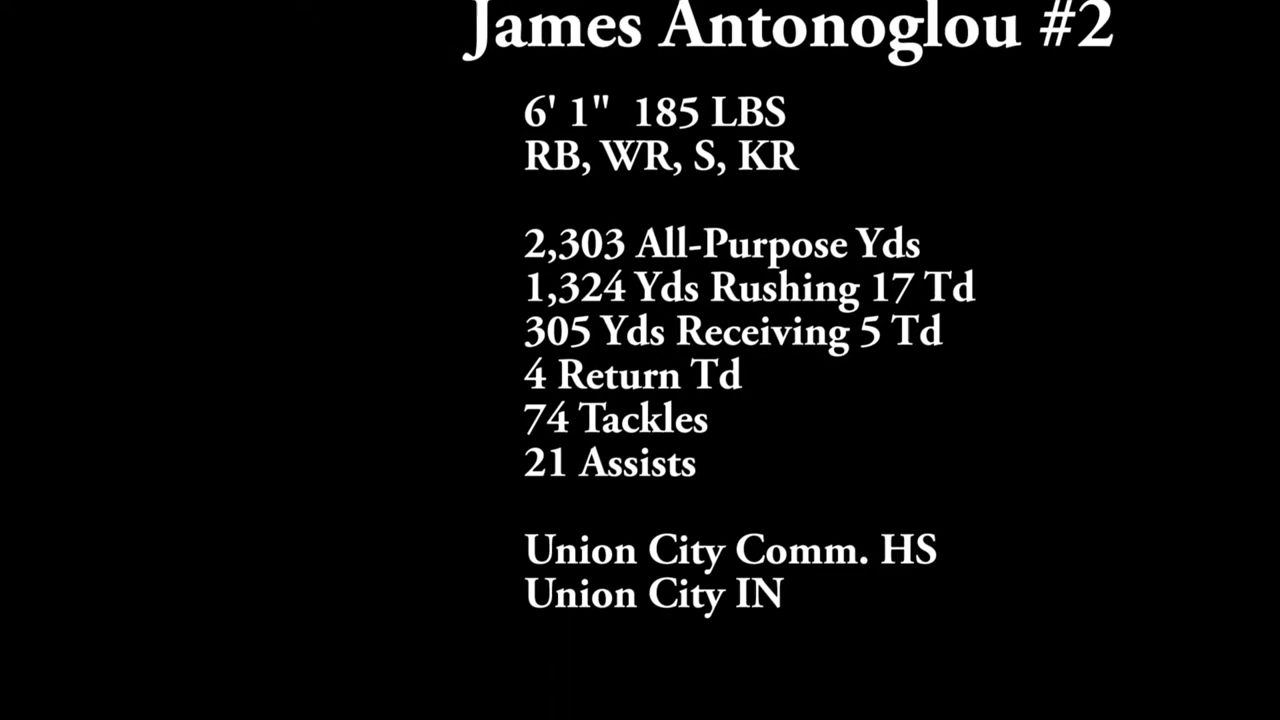 James Antonoglou #2
6' 1" 185 LBS
RB, WR, S, KR
2,303 All-Purpose Yds
1,324 Yds Rushing 17 Td
305 Yds Receiving 5 Td
4 Return Td
74 Tackles
21 Assists
Union City Comm. HS
Union City IN